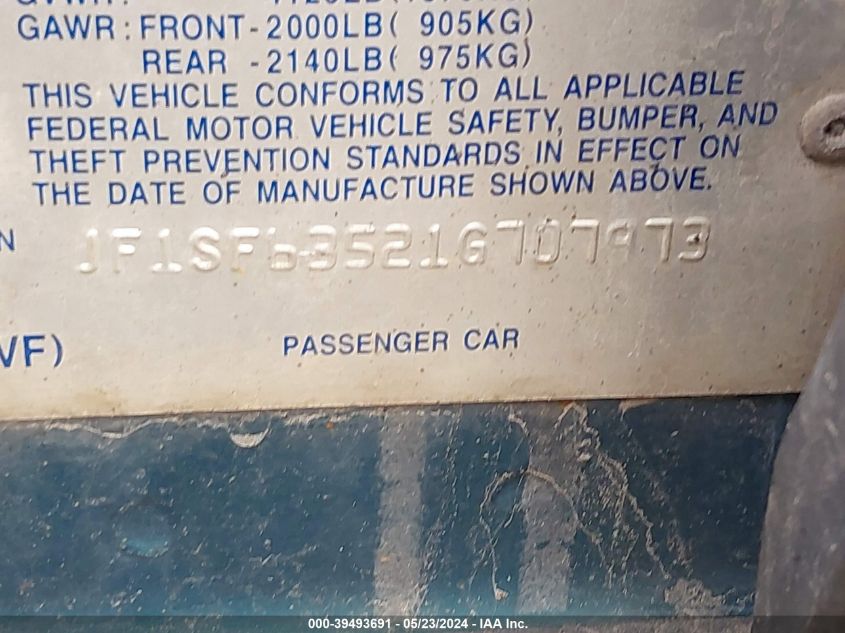 GAWR: FRONT-2000LB( 905KG)
REAR -2140LB( 975KG)
THIS VEHICLE CONFORMS TO ALL APPLICABLE
FEDERAL MOTOR VEHICLE SAFETY, BUMPER, AND
THEFT PREVENTION STANDARDS IN EFFECT ON
THE DATE OF MANUFACTURE SHOWN ABOVE.
N JF1SF63521G707973
VF) PASSENGER CAR
000-39493691 - 05/23/2024 - IAA Inc.